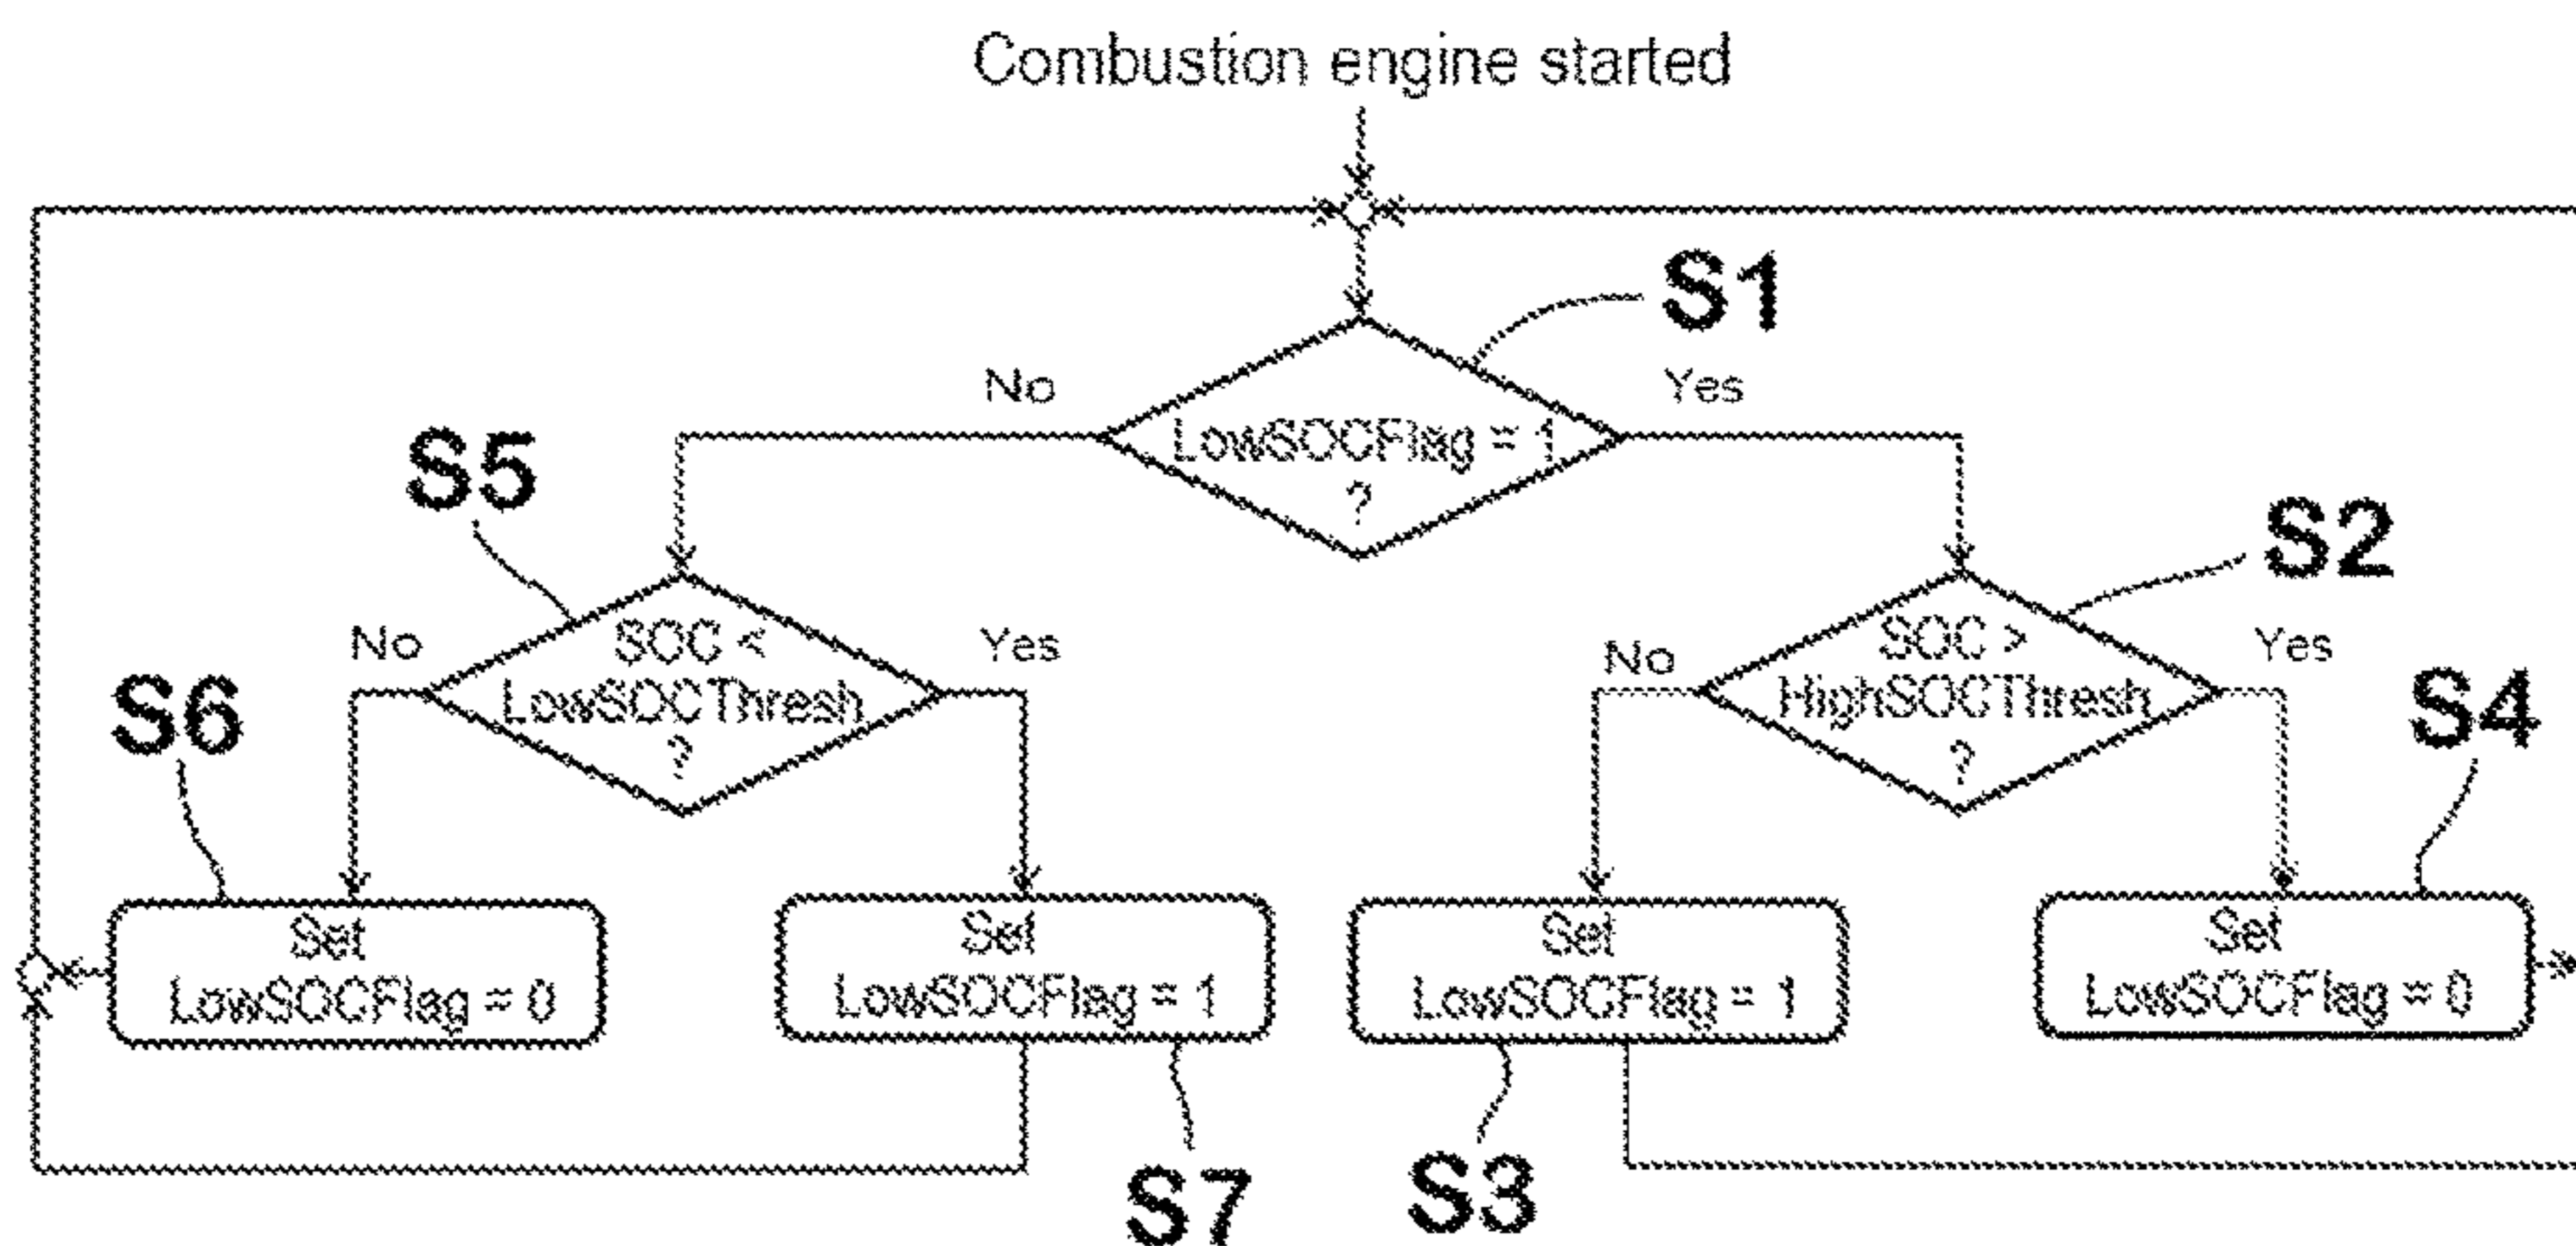 Combustion engine started
S1
No
Yes
LowSOCFlag = 1
?
S5
S2
No
SOC <
LowSOCThresh
?
Yes
No
SOC >
HighSOCThresh
?
Yes
S6
S4
Set
LowSOCFlag = 0
Set
LowSOCFlag = 1
Set
LowSOCFlag = 1
Set
LowSOCFlag = 0
S7
S3